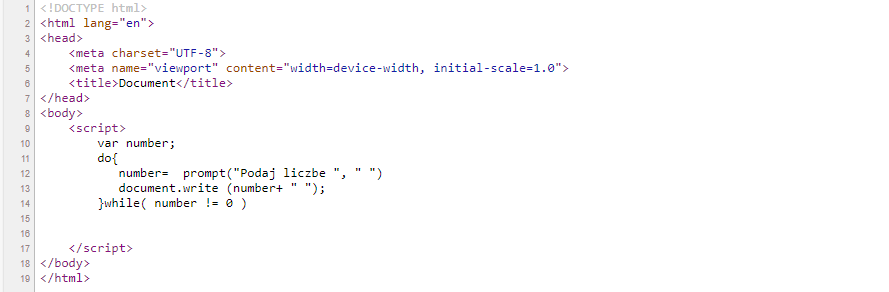 1 <!DOCTYPE html>
2 <html lang="en">
3 <head>
4     <meta charset="UTF-8">
5     <meta name="viewport" content="width=device-width, initial-scale=1.0">
6     <title>Document</title>
7 </head>
8 <body>
9     <script>
10         var number;
11         do{
12            number=  prompt("Podaj liczbe ", " ")
13            document.write (number+ " ");
14         }while( number != 0 )
15
16
17     </script>
18 </body>
19 </html>